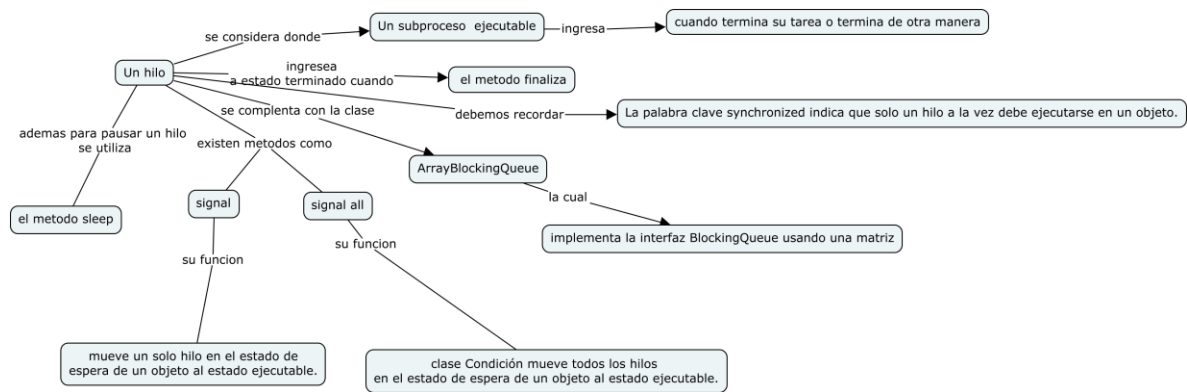 Un subproceso ejecutable
ingresa
cuando termina su tarea o termina de otra manera
se considera donde
Un hilo
ingresea
a estado terminado cuando
el metodo finaliza
se complenta con la clase
debemos recordar
La palabra clave synchronized indica que solo un hilo a la vez debe ejecutarse en un objeto.
ademas para pausar un hilo
se utiliza
existen metodos como
ArrayBlockingQueue
la cual
el metodo sleep
signal
signal all
implementa la interfaz BlockingQueue usando una matriz
su funcion
su funcion
mueve un solo hilo en el estado de
espera de un objeto al estado ejecutable.
clase Condición mueve todos los hilos
en el estado de espera de un objeto al estado ejecutable.